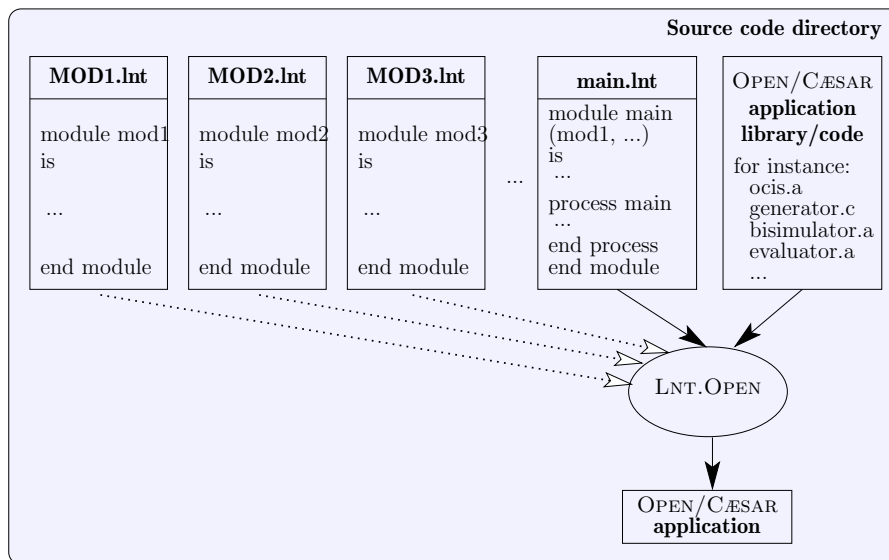 Source code directory
MOD1.lnt
module mod1
is
...
end module
MOD2.lnt
module mod2
is
...
end module
MOD3.lnt
module mod3
is
...
end module
...
main.lnt
module main
(mod1, ...)
is
...
process main
...
end process
end module
OPEN/CÆSAR
application
library/code
for instance:
ocis.a
generator.c
bisimulator.a
evaluator.a
...
LNT.OPEN
OPEN/CÆSAR
application